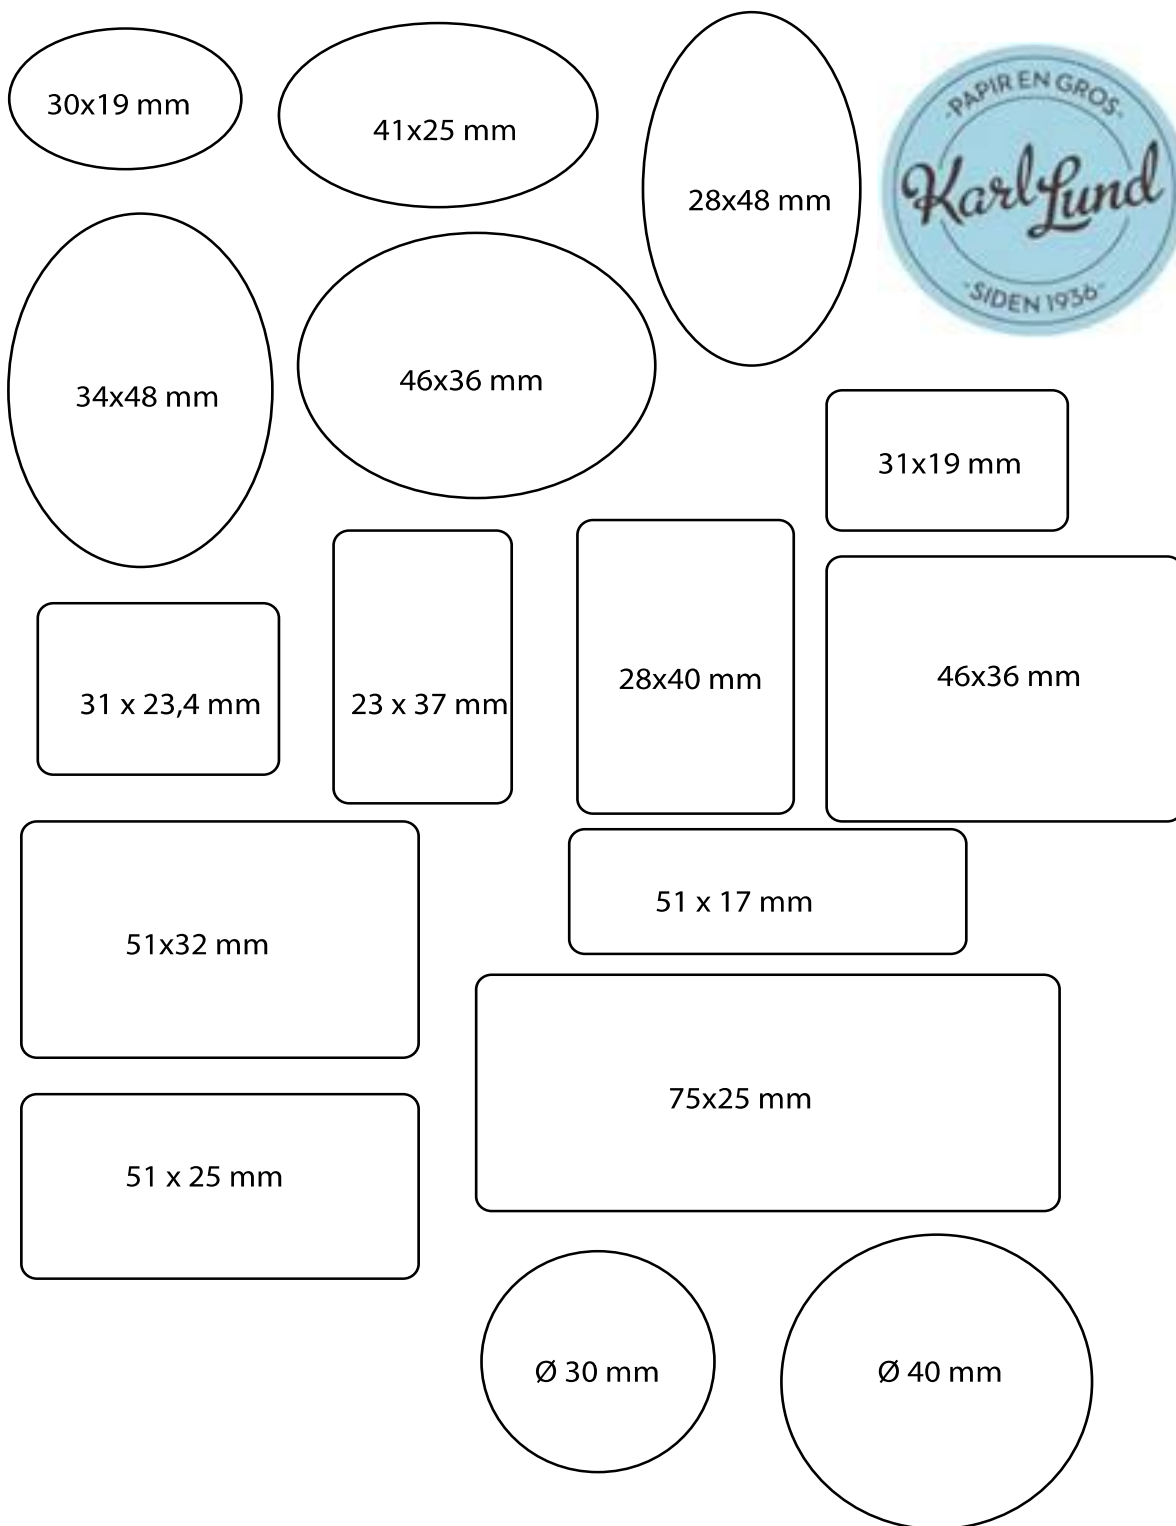 30x19 mm
41x25 mm
28x48 mm
-PAPIR EN GROS-
Karl Lund
-SIDEN 1936-
34x48 mm
46x36 mm
31x19 mm
31 x 23,4 mm
23 x 37 mm
28x40 mm
46x36 mm
51x32 mm
51 x 17 mm
75x25 mm
51 x 25 mm
Ø 30 mm
Ø 40 mm